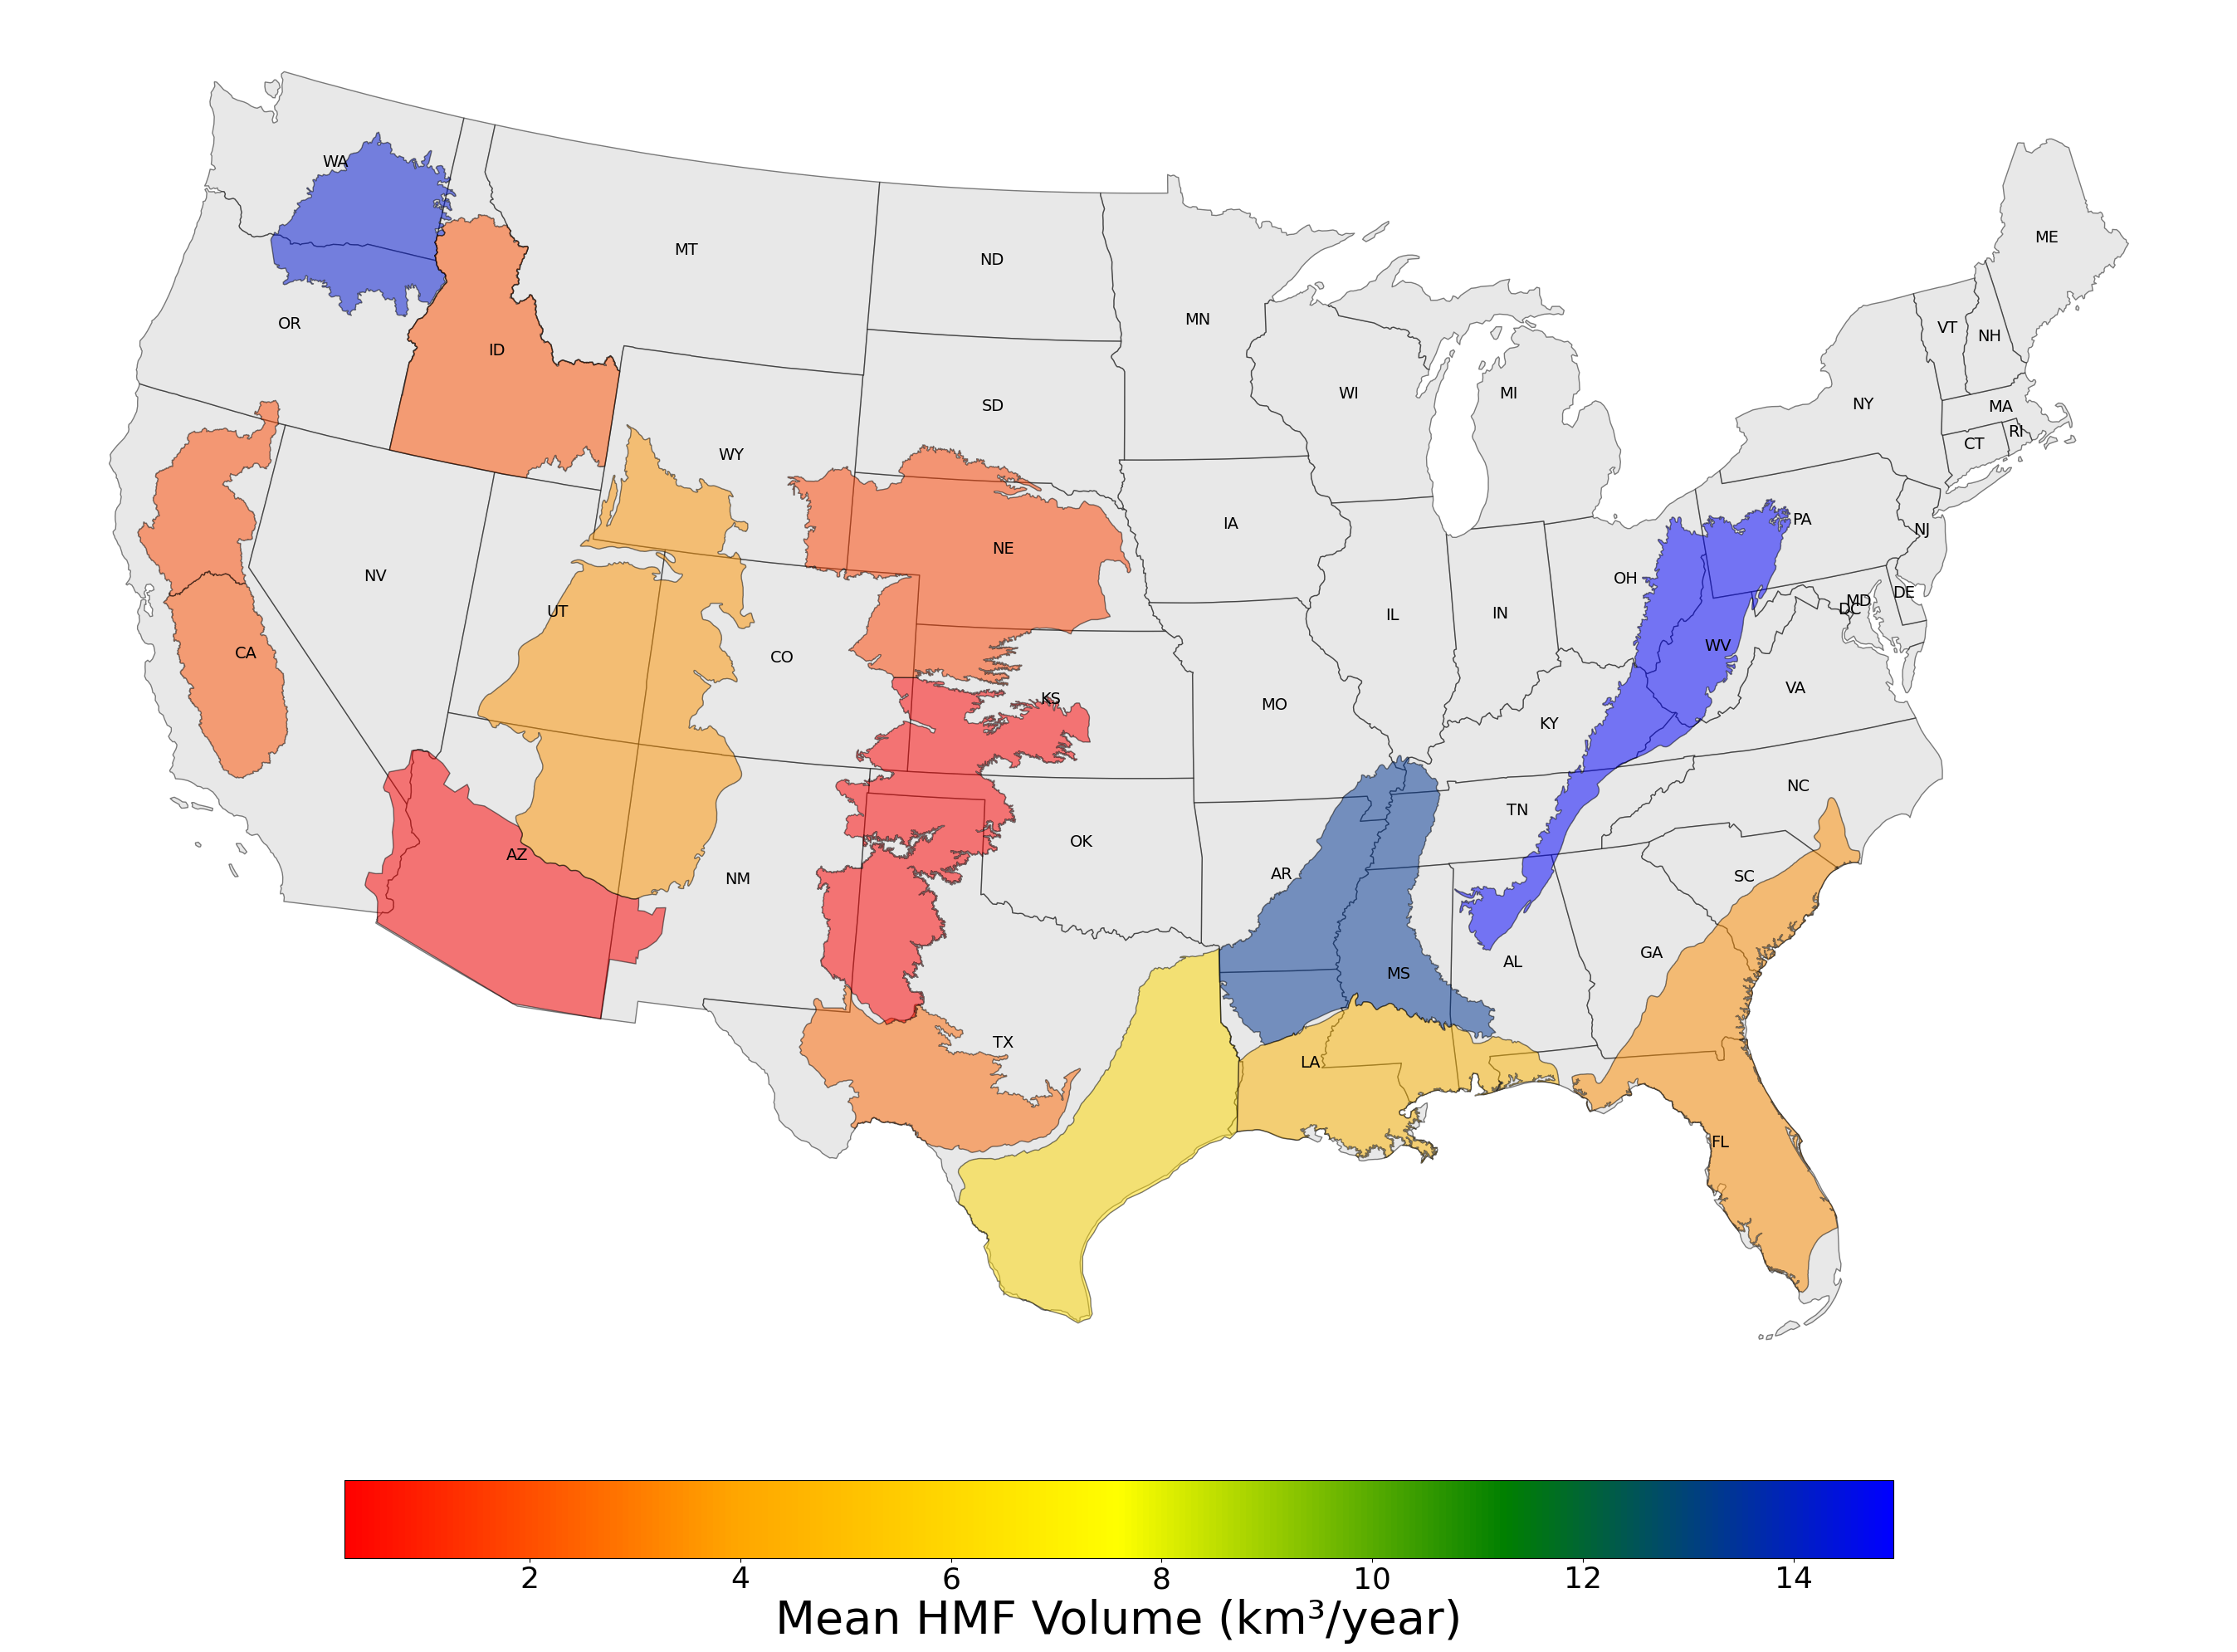 WA
MT
ND
ME
MN
OR
VT
NH
ID
WI
MI
NY
SD
MA
RI
CT
WY
PA
IA
NJ
NE
OH
NV
DE
MD
DC
UT
IL
IN
WV
CA
CO
VA
KS
MO
KY
NC
TN
OK
AZ
AR
SC
NM
GA
AL
MS
TX
LA
FL
2 4 6 8 10 12 14
Mean HMF Volume (km³/year)